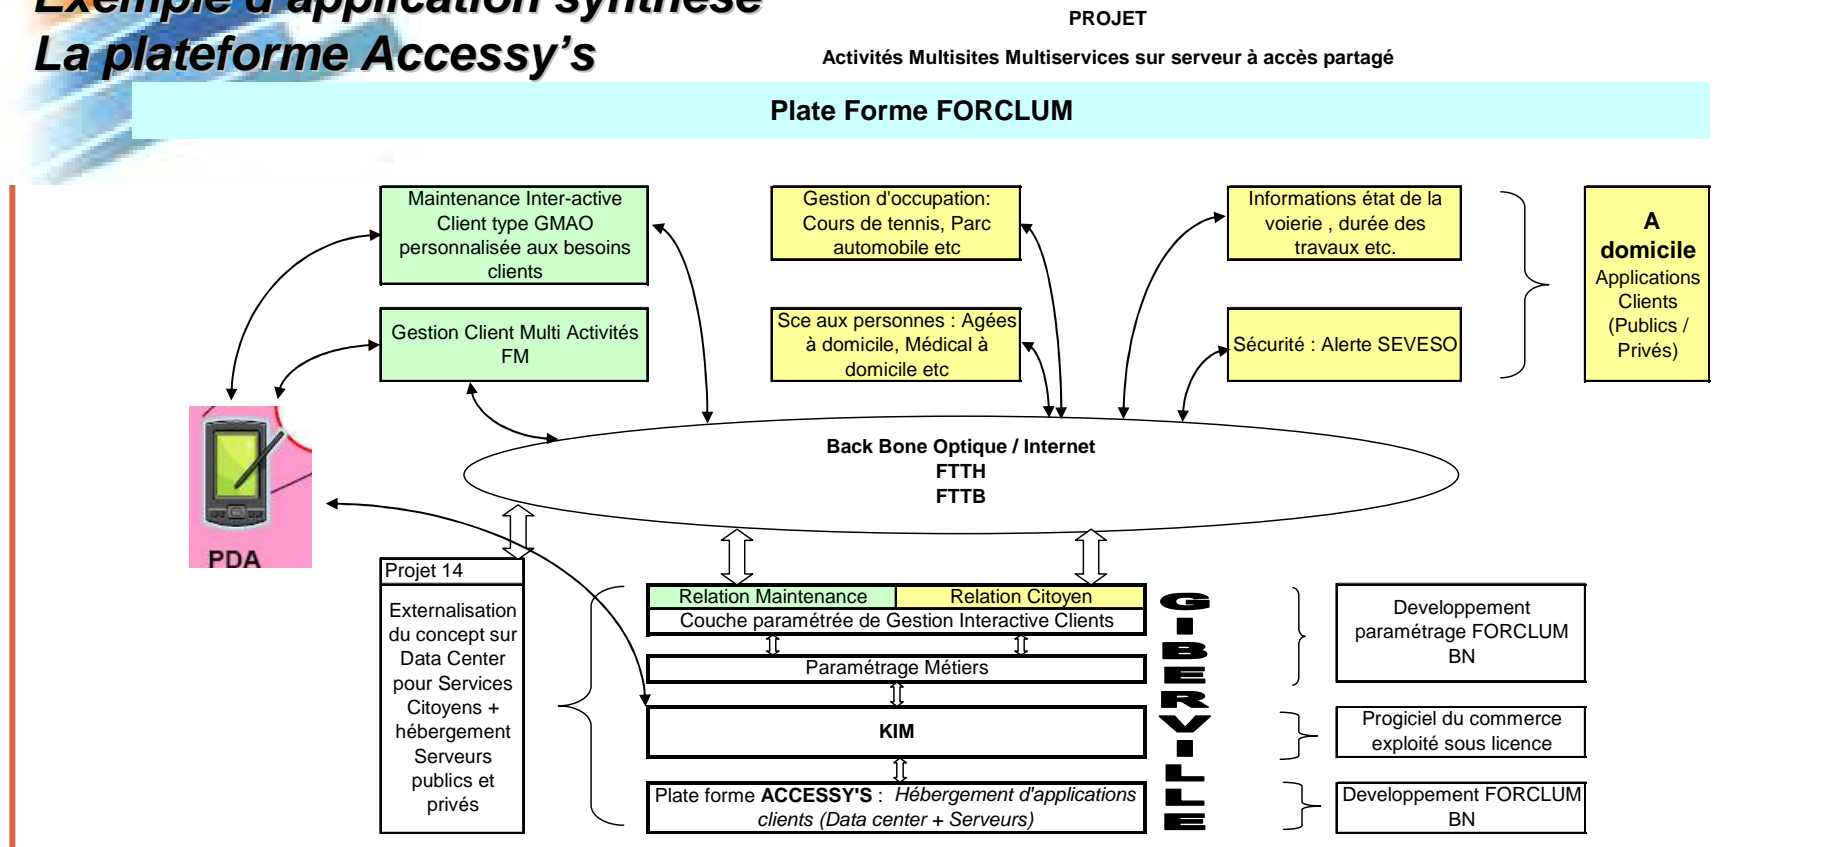 Exemple d'application synthèse
La plateforme Accessy's
PROJET
Activités Multisites Multiservices sur serveur à accès partagé
Plate Forme FORCLUM
Maintenance Inter-active
Client type GMAO
personnalisée aux besoins
clients
Gestion d'occupation:
Cours de tennis, Parc
automobile etc
Informations état de la
voierie , durée des
travaux etc.
A
domicile
Applications
Clients
(Publics /
Privés)
Gestion Client Multi Activités
FM
Sce aux personnes : Agées
à domicile, Médical à
domicile etc
Sécurité : Alerte SEVESO
Back Bone Optique / Internet
FTTH
FTTB
PDA
Projet 14
Externalisation
du concept sur
Data Center
pour Services
Citoyens +
hébergement
Serveurs
publics et
privés
Relation Maintenance
Relation Citoyen
Couche paramétrée de Gestion Interactive Clients
Paramétrage Métiers
KIM
Plate forme ACCESSY'S : Hébergement d'applications
clients (Data center + Serveurs)
G
I
B
E
R
V
I
L
L
E
Developpement
paramétrage FORCLUM
BN
Progiciel du commerce
exploité sous licence
Developpement FORCLUM
BN